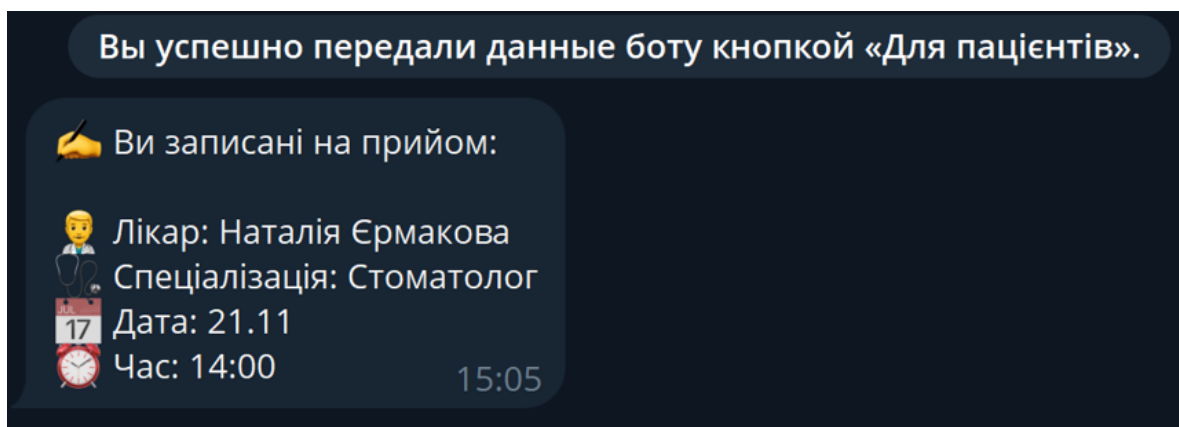 Вы успешно передали данные боту кнопкой «Для пацієнтів».
✍️ Ви записані на прийом:
👨‍⚕️ Лікар: Наталія Єрмакова
🩺 Спеціалізація: Стоматолог
📅 Дата: 21.11
⏰ Час: 14:00
15:05